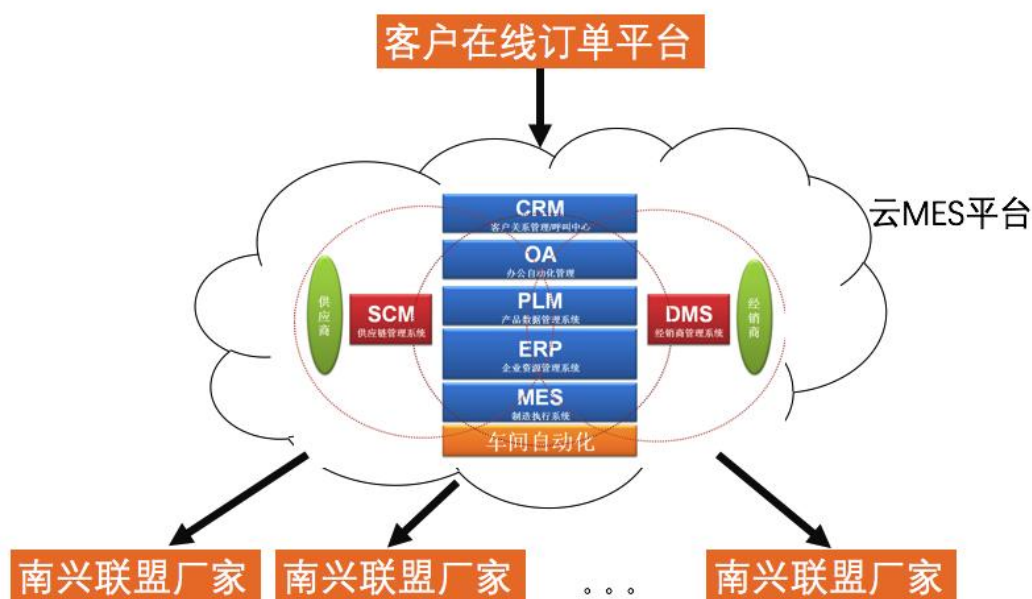 客户在线订单平台
云MES平台
CRM
客户关系管理/呼叫中心
OA
办公自动化管理
供应商
SCM
供应链管理系统
PLM
产品数据管理系统
DMS
经销商管理系统
经销商
ERP
企业资源管理系统
MES
制造执行系统
车间自动化
南兴联盟厂家
南兴联盟厂家
。。。
南兴联盟厂家